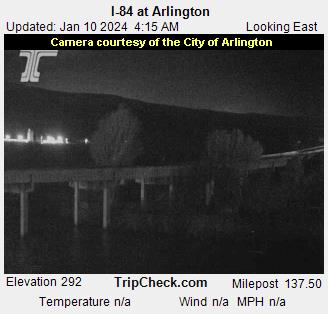 I-84 at Arlington
Updated: Jan 10 2024 4:15 AM Looking East
Camera courtesy of the City of Arlington
Elevation 292 TripCheck.com Milepost 137.50
Temperature n/a Wind n/a MPH n/a